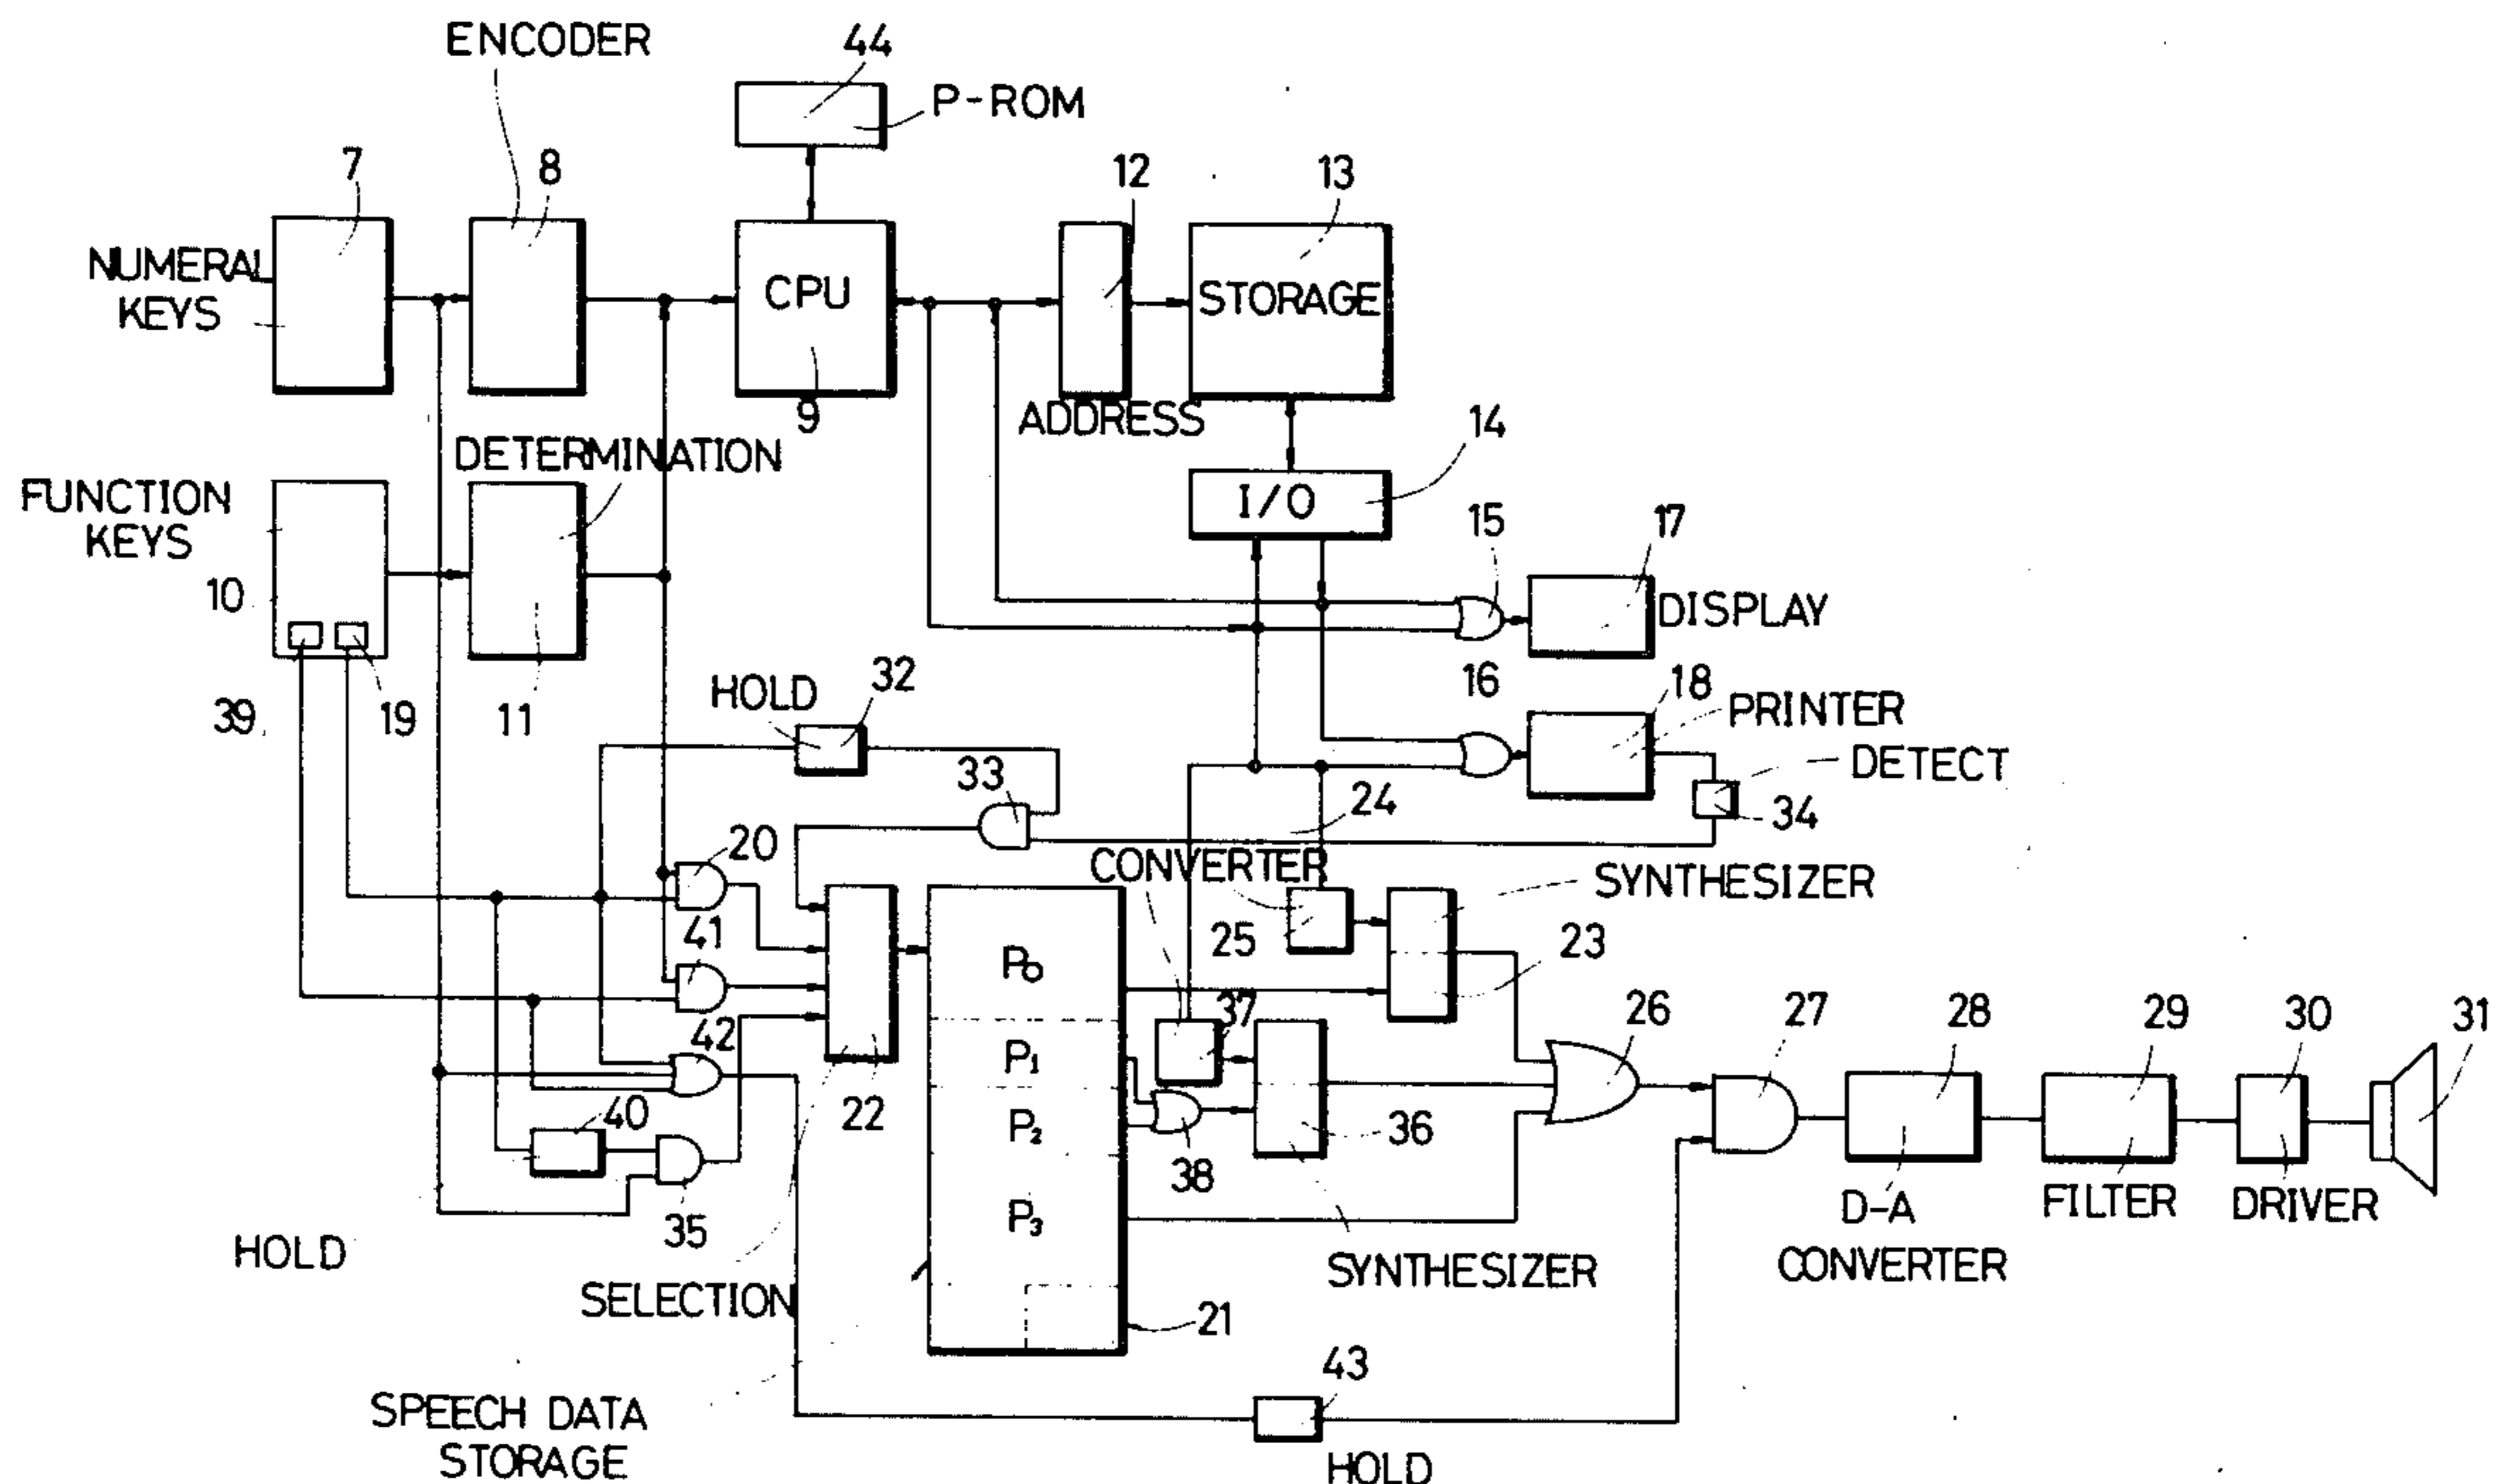 ENCODER
44
P-ROM
7
8
12
13
NUMERAL
KEYS
CPU
STORAGE
9
ADDRESS
14
DETERMINATION
FUNCTION
KEYS
I/O
15
17
10
DISPLAY
39
19
11
HOLD
32
16
18
PRINTER
33
DETECT
24
34
20
CONVERTER
SYNTHESIZER
41
25
23
P0
37
26
27
28
29
30
31
42
P1
40
22
P2
36
38
35
P3
D-A
CONVERTER
FILTER
DRIVER
HOLD
SELECTION
SYNTHESIZER
21
43
SPEECH DATA
STORAGE
HOLD